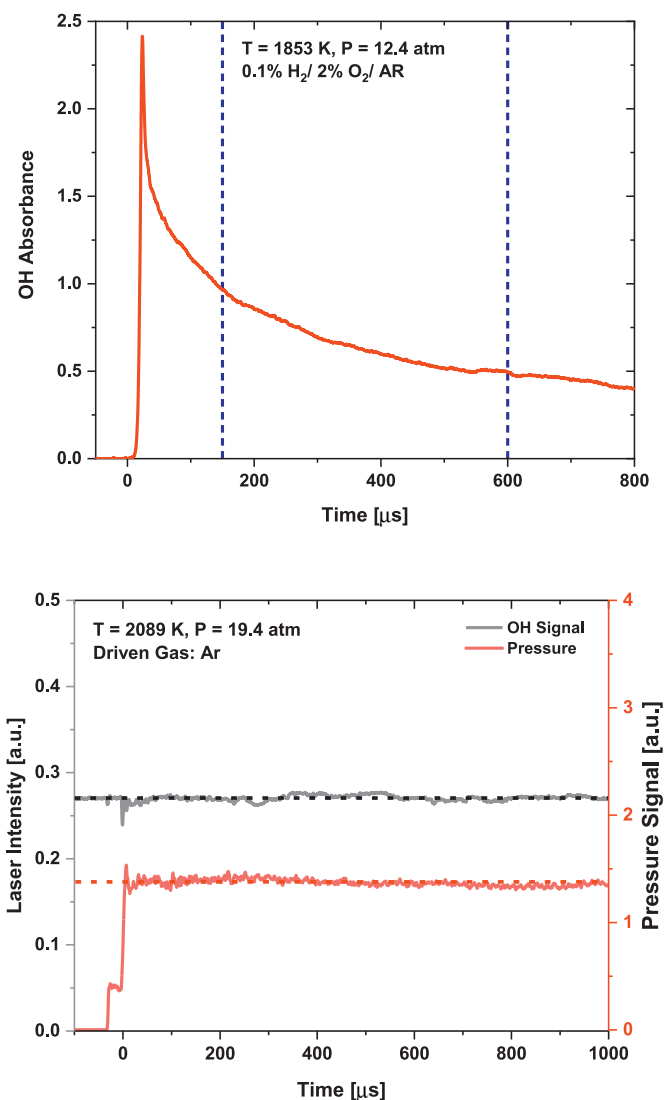 2.5
2.0
1.5
1.0
0.5
0.0
OH Absorbance
T = 1853 K, P = 12.4 atm
0.1% H₂/ 2% O₂/ AR
0
200
400
600
800
Time [μs]
0.5
0.4
0.3
0.2
0.1
0.0
Laser Intensity [a.u.]
T = 2089 K, P = 19.4 atm
Driven Gas: Ar
OH Signal
Pressure
4
3
2
1
0
Pressure Signal [a.u.]
0
200
400
600
800
1000
Time [μs]